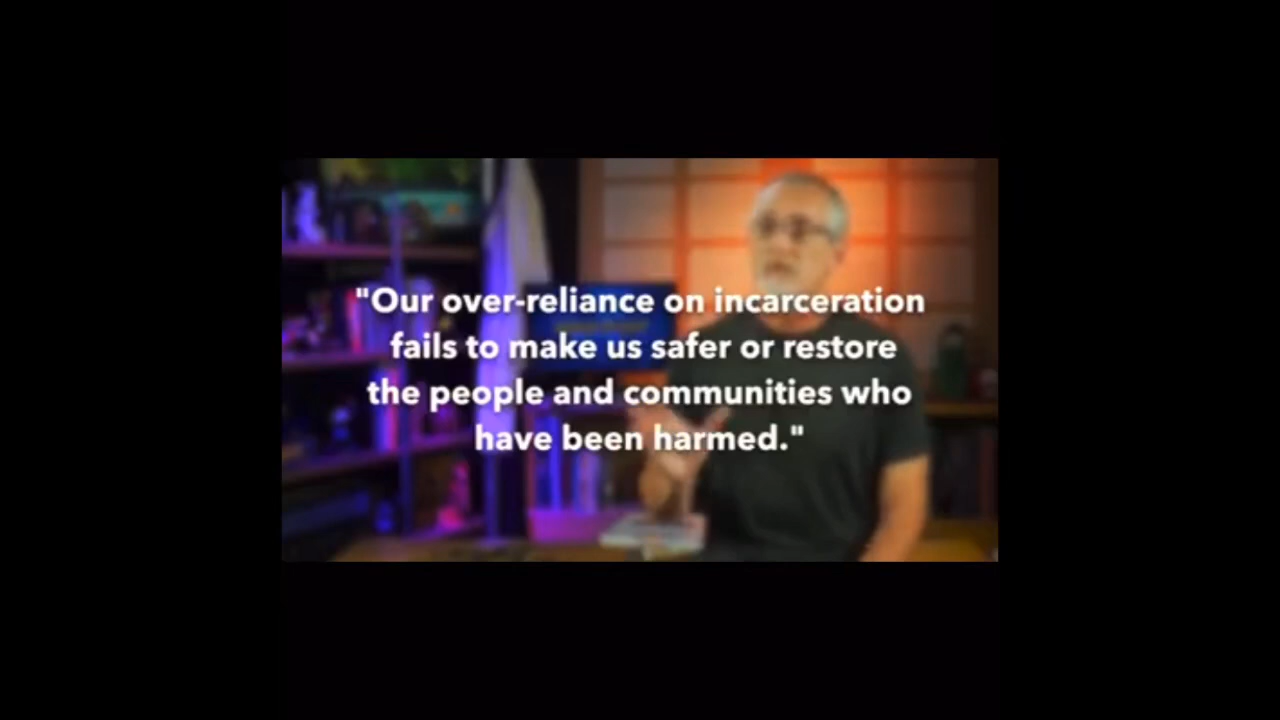 "Our over-reliance on incarceration
fails to make us safer or restore
the people and communities who
have been harmed."